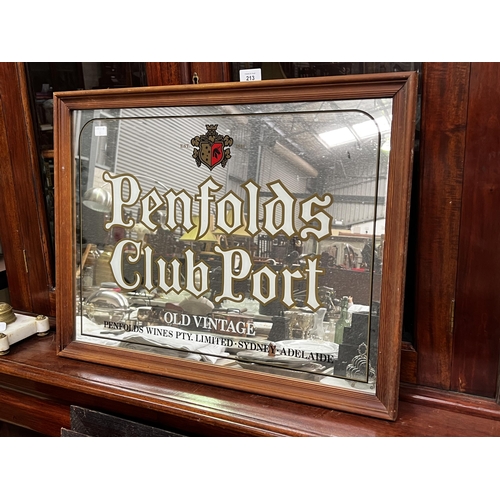 213
Penfolds
Club Port
OLD VINTAGE
PENFOLDS WINES PTY. LIMITED · SYDNEY · ADELAIDE